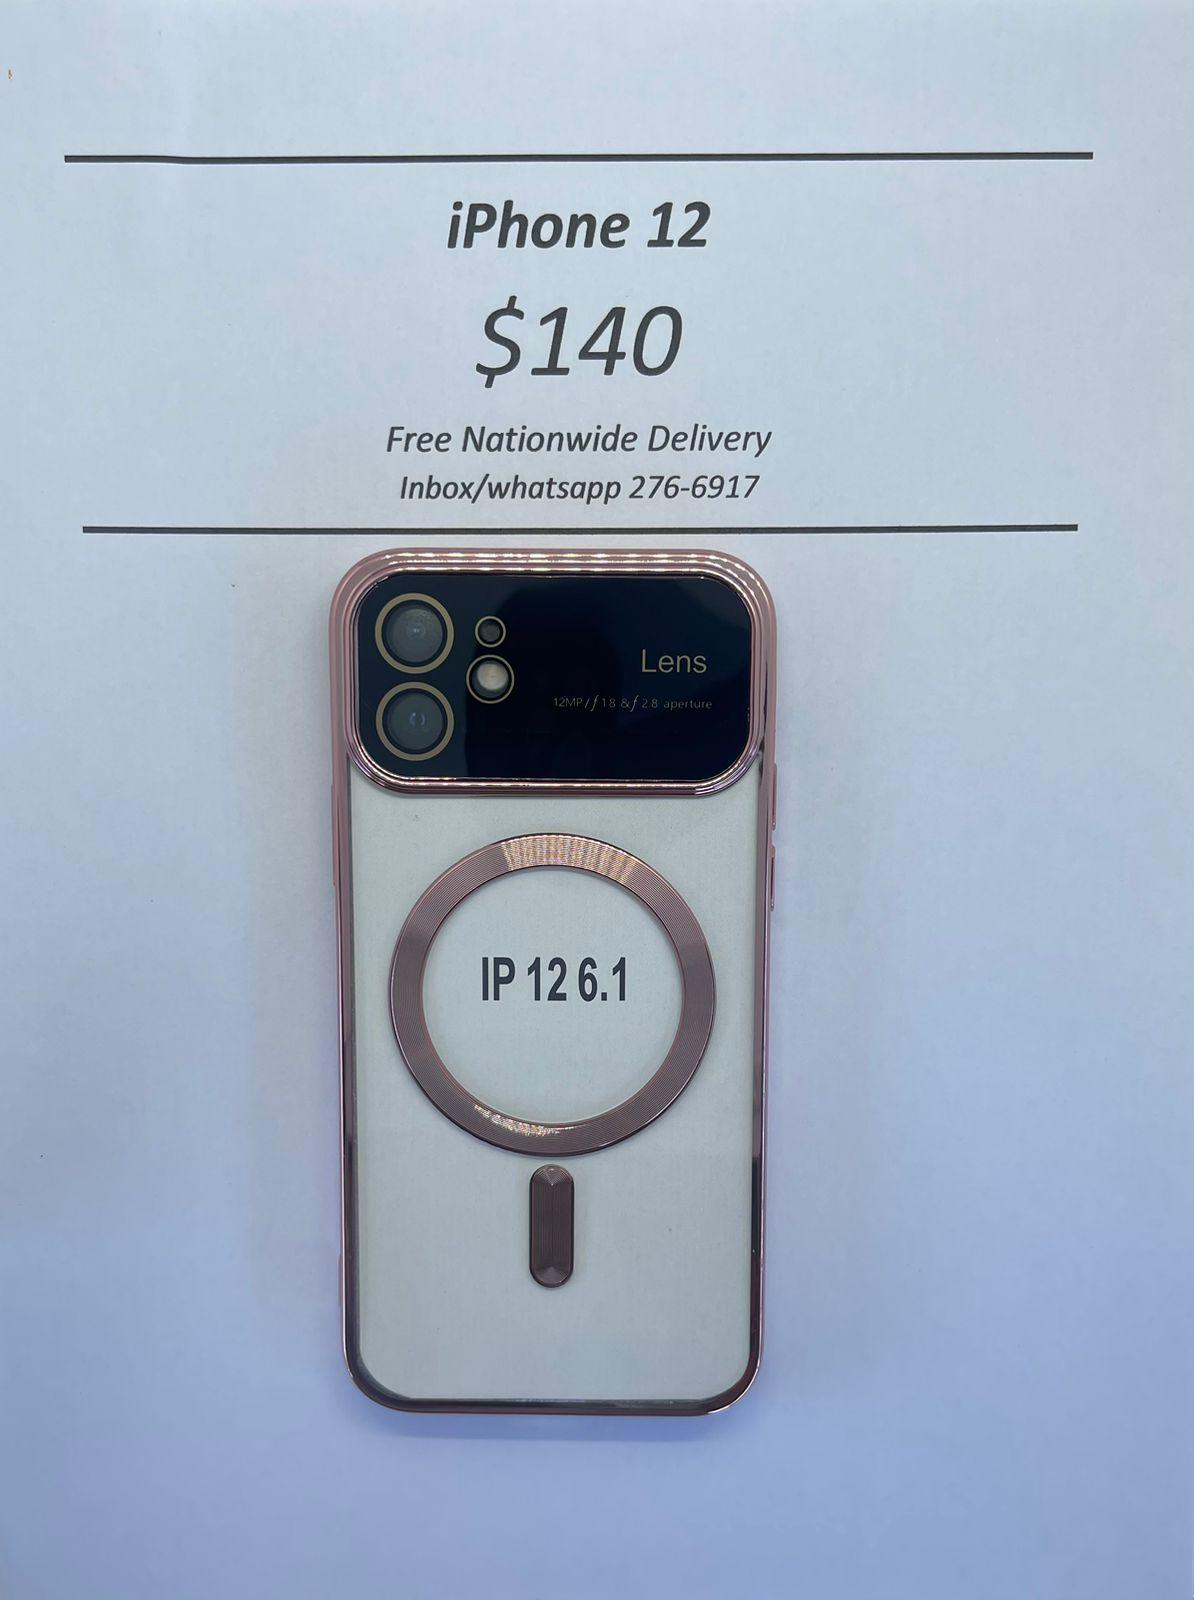 iPhone 12
$140
Free Nationwide Delivery
Inbox/whatsapp 276-6917
Lens
12MP/ƒ1.8 &ƒ2.8 aperture
IP 12 6.1